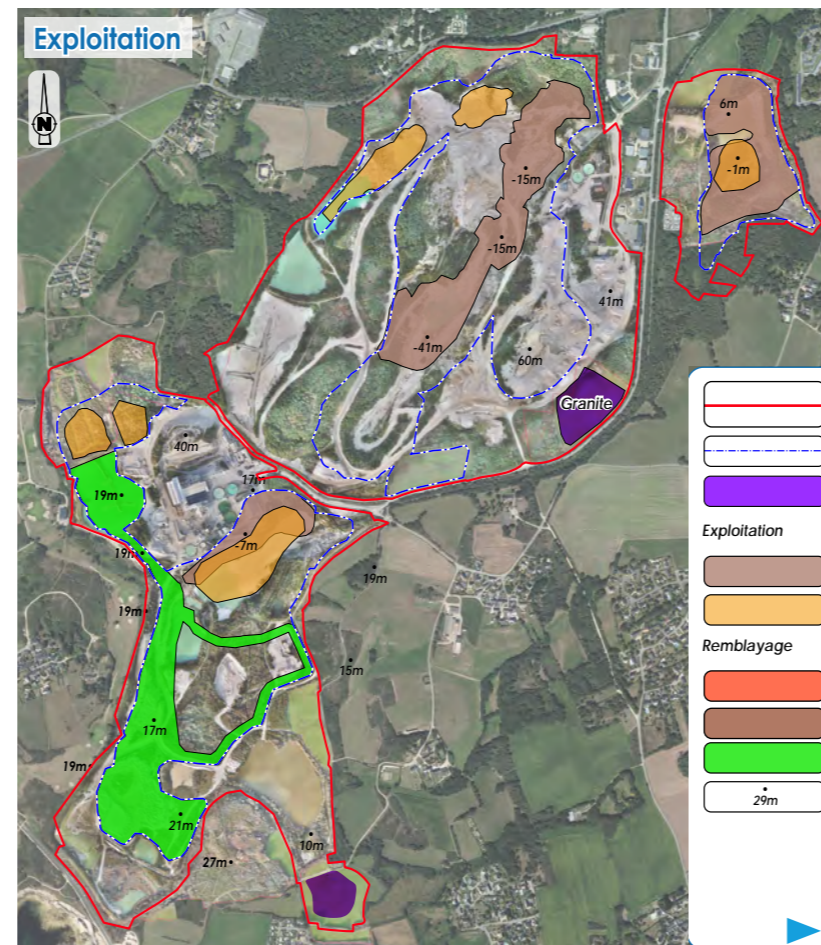 Exploitation
N
6m
-1m
-15m
-15m
41m
-41m
60m
Granite
40m
17m
19m
-7m
19m
19m
19m
15m
17m
19m
21m
10m
27m
Exploitation
Remblayage
29m